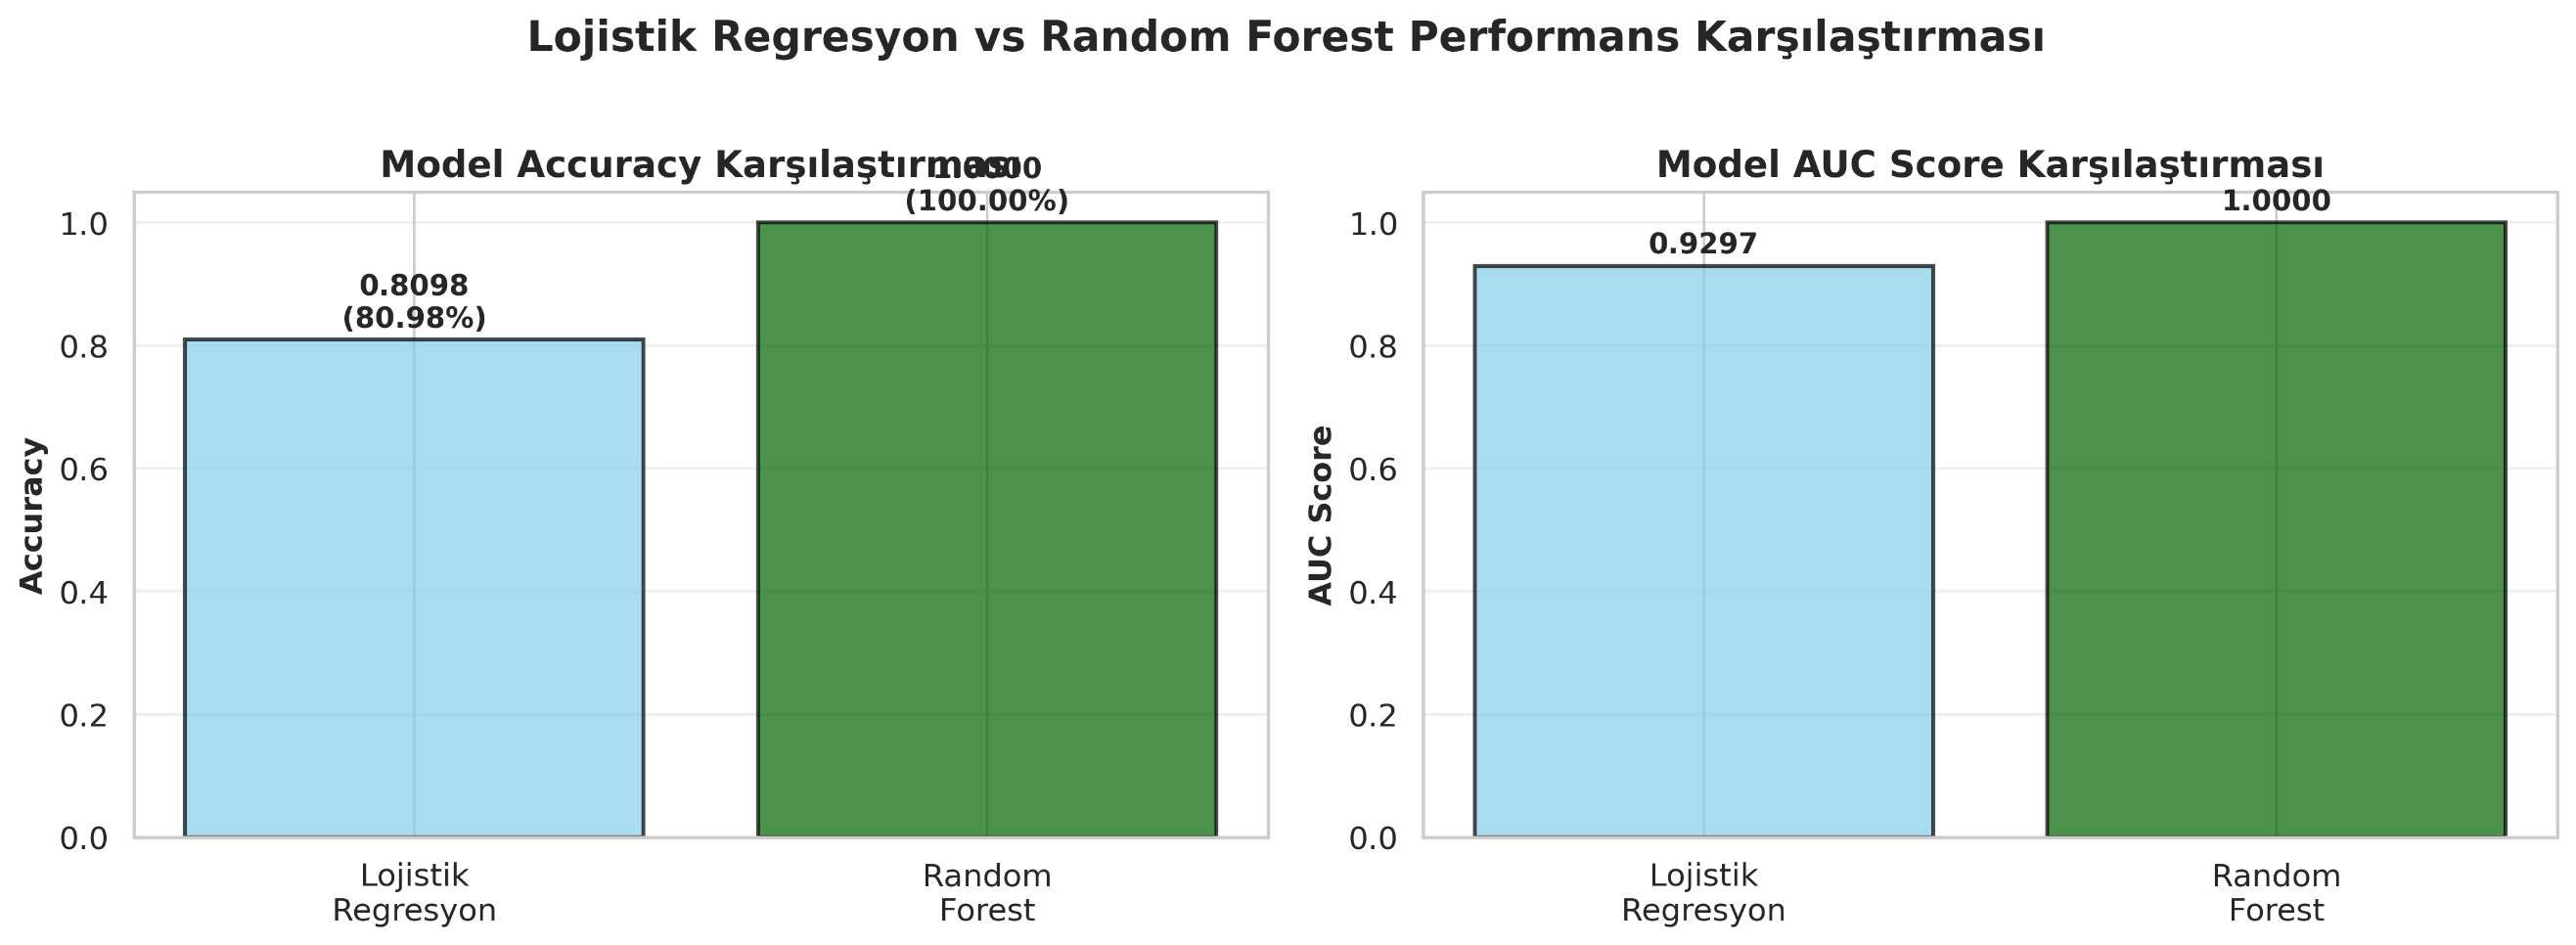 Lojistik Regresyon vs Random Forest Performans Karşılaştırması
Model Accuracy Karşılaştırması
1.0000
(100.00%)
0.8098
(80.98%)
1.0
0.8
0.6
0.4
0.2
0.0
Accuracy
Lojistik
Regresyon
Random
Forest
Model AUC Score Karşılaştırması
1.0000
0.9297
1.0
0.8
0.6
0.4
0.2
0.0
AUC Score
Lojistik
Regresyon
Random
Forest